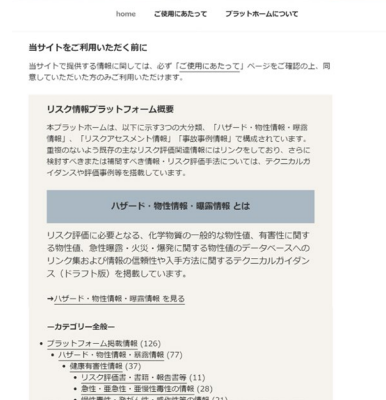 home ご使用にあたって プラットホームについて
当サイトをご利用いただく前に
当サイトで提供する情報に関しては、必ず「ご使用にあたって」ページをご確認の上、同
意していただいた方のみご利用いただけます。
リスク情報プラットフォーム概要
本プラットホームは、以下に示す3つの大分類、「ハザード・物性情報・曝露
情報」、「リスクアセスメント情報」「事故事例情報」で構成されています。
重複のないよう既存の主なリスク評価関連情報にはリンクをしており、さらに
検討すべきまたは補間すべき情報・リスク評価手法については、テクニカルガ
イダンスや評価事例等を搭載しています。
ハザード・物性情報・曝露情報 とは
リスク評価に必要となる、化学物質の一般的な物性値、有害性に関す
る物性値、急性曝露・火災・爆発に関する物性値のデータベースへの
リンク集および情報の信頼性や入手方法に関するテクニカルガイダン
ス（ドラフト版）を掲載しています。
➔ハザード・物性情報・曝露情報 を見る
ーカテゴリー全般ー
• プラットフォーム掲載情報 (126)
• ハザード・物性情報・暴露情報 (77)
• 健康有害性情報 (37)
• リスク評価書・書籍・報告書等 (11)
• 急性・亜急性・亜慢性毒性の情報 (28)